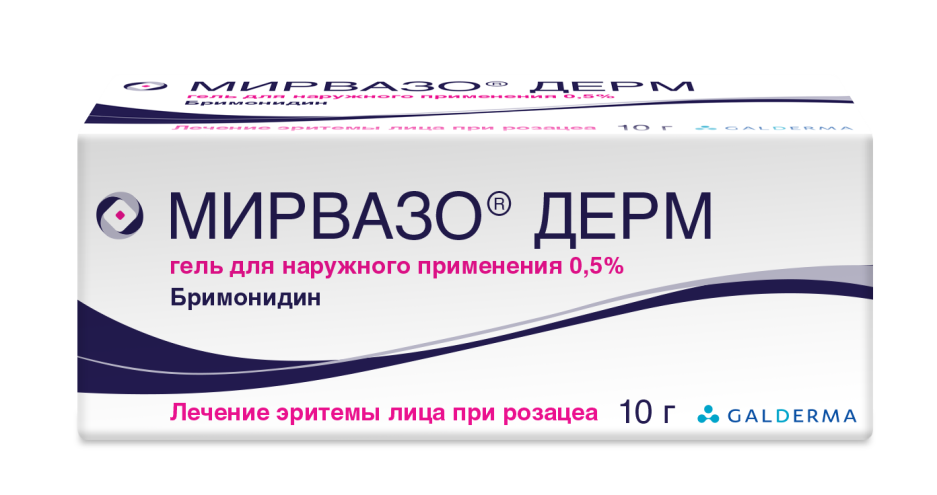 МИРВАЗО® ДЕРМ
гель для наружного применения 0,5%
Бримонидин
Лечение эритемы лица при розацеа 10 г GALDERMA
МИРВАЗО® ДЕРМ
гель для наружного применения 0,5%
Бримонидин
Лечение эритемы лица при розацеа 10 г GALDERMA